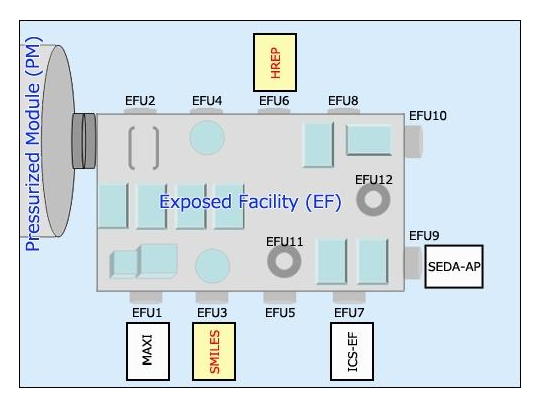 Pressurized Module (PM)
HREP
EFU2
EFU4
EFU6
EFU8
EFU10
EFU12
Exposed Facility (EF)
EFU11
EFU9
SEDA-AP
EFU1
EFU3
EFU5
EFU7
MAXI
SMILES
ICS-EF